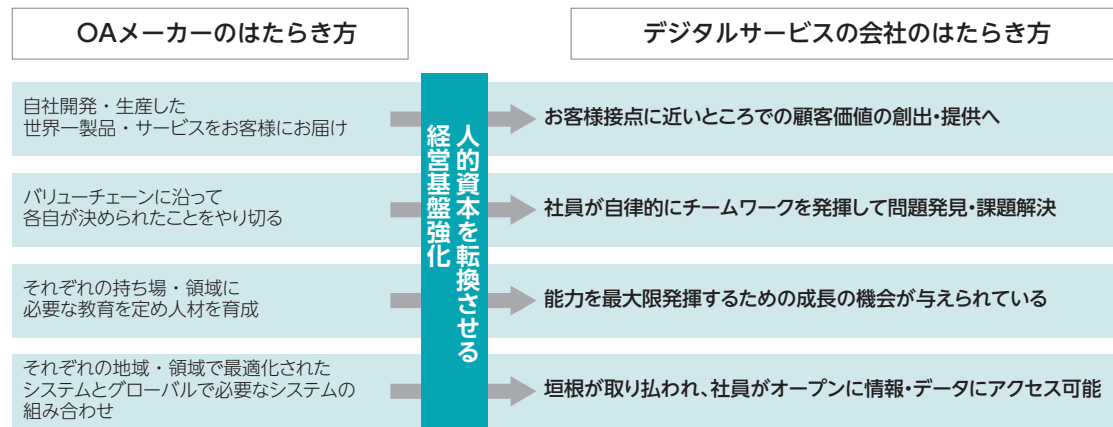 OAメーカーのはたらき方
デジタルサービスの会社のはたらき方
自社開発・生産した
世界一製品・サービスをお客様にお届け
お客様接点に近いところでの顧客価値の創出・提供へ
バリューチェーンに沿って
各自が決められたことをやり切る
社員が自律的にチームワークを発揮して問題発見・課題解決
それぞれの持ち場・領域に
必要な教育を定め人材を育成
能力を最大限発揮するための成長の機会が与えられている
それぞれの地域・領域で最適化された
システムとグローバルで必要なシステムの
組み合わせ
垣根が取り払われ、社員がオープンに情報・データにアクセス可能
人的資本を転換させる
経営基盤強化